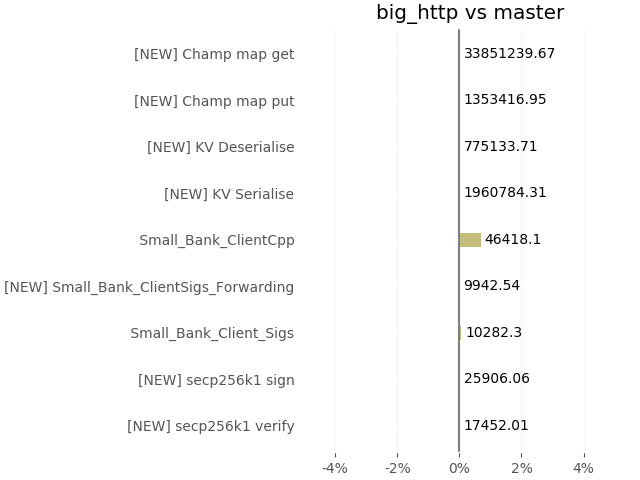 big_http vs master
[NEW] Champ map get 33851239.67
[NEW] Champ map put 1353416.95
[NEW] KV Deserialise 775133.71
[NEW] KV Serialise 1960784.31
Small_Bank_ClientCpp 46418.1
[NEW] Small_Bank_ClientSigs_Forwarding 9942.54
Small_Bank_Client_Sigs 10282.3
[NEW] secp256k1 sign 25906.06
[NEW] secp256k1 verify 17452.01
-4% -2% 0% 2% 4%